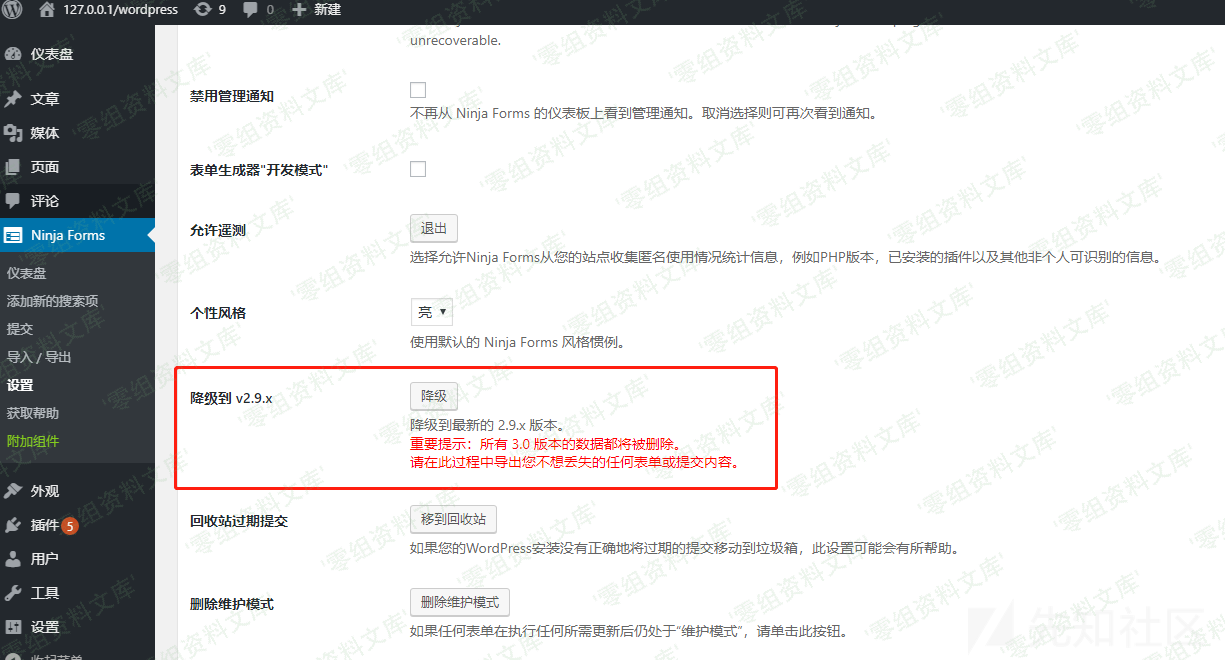 127.0.0.1/wordpress 9 0 新建
仪表盘
文章
媒体
页面
评论
Ninja Forms
仪表盘
添加新的搜索项
提交
导入 / 导出
设置
获取帮助
附加组件
外观
插件 5
用户
工具
设置
收起菜单
unrecoverable.
禁用管理通知
不再从 Ninja Forms 的仪表板上看到管理通知。取消选择则可再次看到通知。
表单生成器"开发模式"
允许遥测
退出
选择允许Ninja Forms从您的站点收集匿名使用情况统计信息，例如PHP版本，已安装的插件以及其他非个人可识别的信息。
个性风格
亮
使用默认的 Ninja Forms 风格惯例。
降级到 v2.9.x
降级
降级到最新的 2.9.x 版本。
重要提示：所有 3.0 版本的数据都将被删除。
请在此过程中导出您不想丢失的任何表单或提交内容。
回收站过期提交
移到回收站
如果您的WordPress安装没有正确地将过期的提交移动到垃圾箱，此设置可能会有所帮助。
删除维护模式
删除维护模式
如果任何表单在执行任何所需更新后仍处于“维护模式”，请单击此按钮。
'零组资料文库'
先知社区